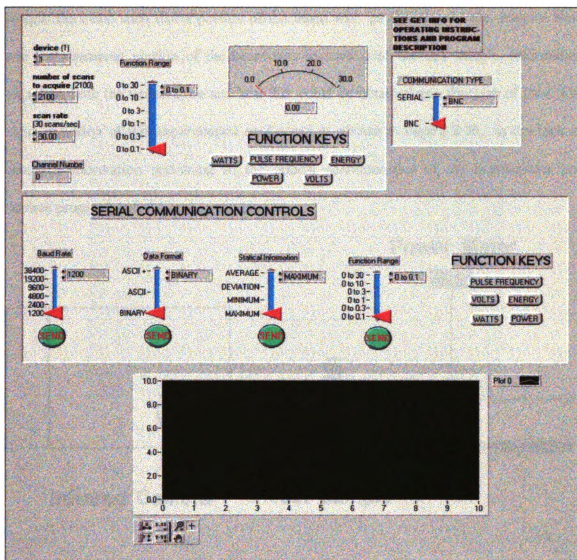 SEE GET INFO FOR
OPERATING INSTRUC-
TIONS AND PROGRAM
DESCRIPTION
device (1)
1
number of scans
to acquire (2100)
2100
scan rate
(30 scans/sec)
30.00
Channel Number
0
Function Range
0 to 30
0 to 10
0 to 3
0 to 1
0 to 0.3
0 to 0.1
0 to 0.1
0.0
10.0
20.0
30.0
0.00
FUNCTION KEYS
WATTS
PULSE FREQUENCY
ENERGY
POWER
VOLTS
COMMUNICATION TYPE
SERIAL
BNC
BNC
SERIAL COMMUNICATION CONTROLS
Baud Rate
38400
19200
9600
4800
2400
1200
1200
SEND
Data Format
ASCII +
ASCII
BINARY
BINARY
SEND
AVERAGE
DEVIATION
MINIMUM
MAXIMUM
MAXIMUM
SEND
Function Range
0 to 30
0 to 10
0 to 3
0 to 1
0 to 0.3
0 to 0.1
0 to 0.1
SEND
FUNCTION KEYS
PULSE FREQUENCY
VOLTS
ENERGY
WATTS
POWER
Plot 0
10.0
8.0
6.0
4.0
2.0
0.0
0 1 2 3 4 5 6 7 8 9 10